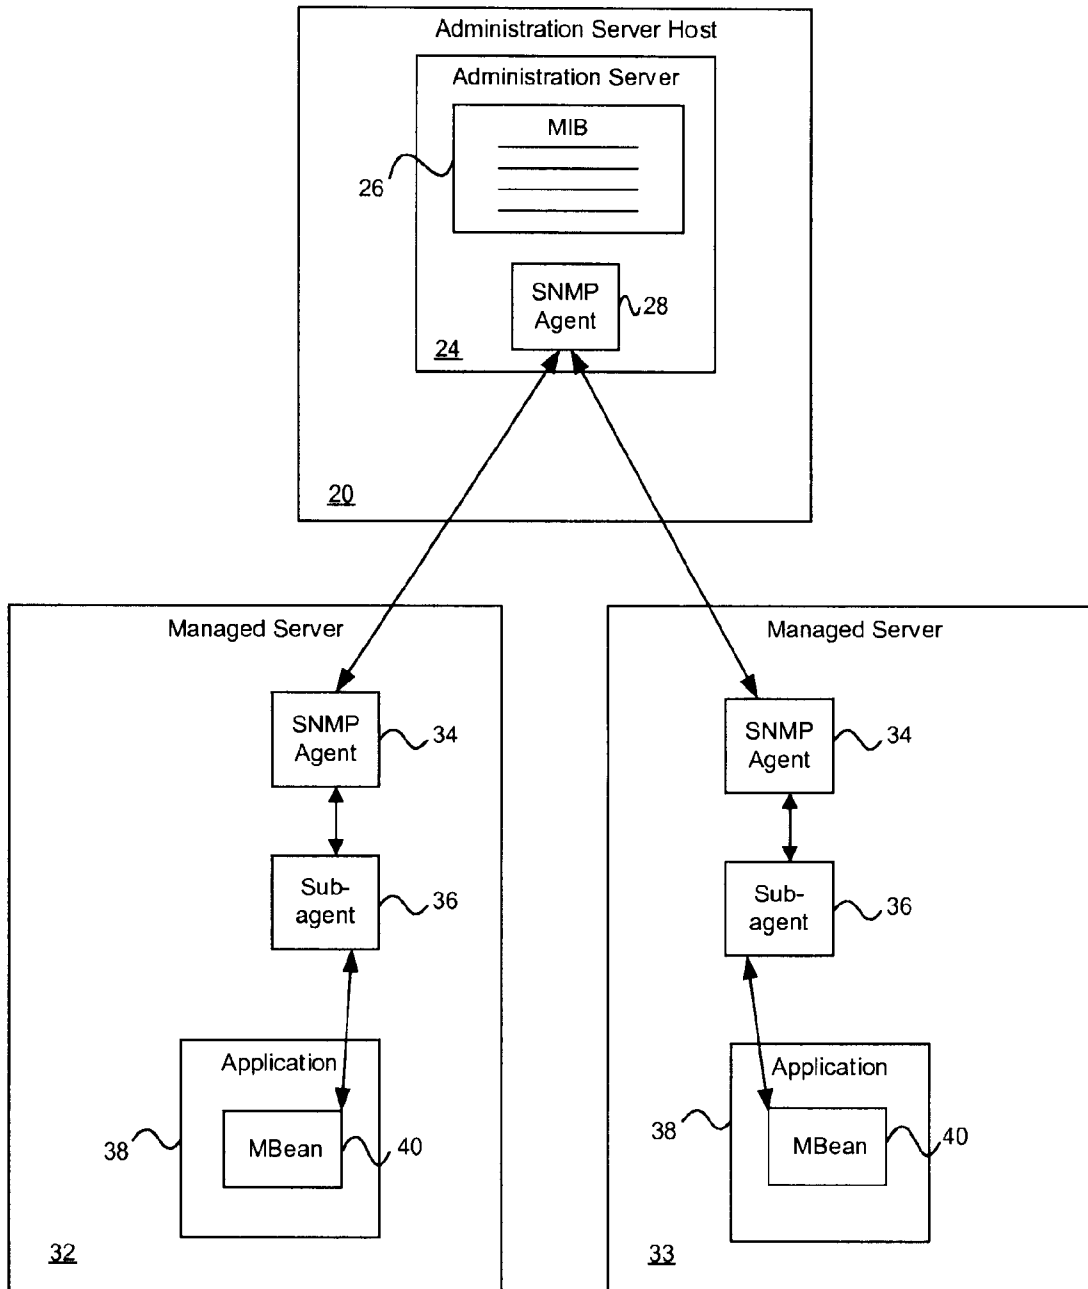 Administration Server Host
Administration Server
MIB
26
SNMP
Agent
28
24
20
Managed Server
SNMP
Agent
34
Sub-
agent
36
Application
MBean
38
40
32
Managed Server
SNMP
Agent
34
Sub-
agent
36
Application
MBean
38
40
33